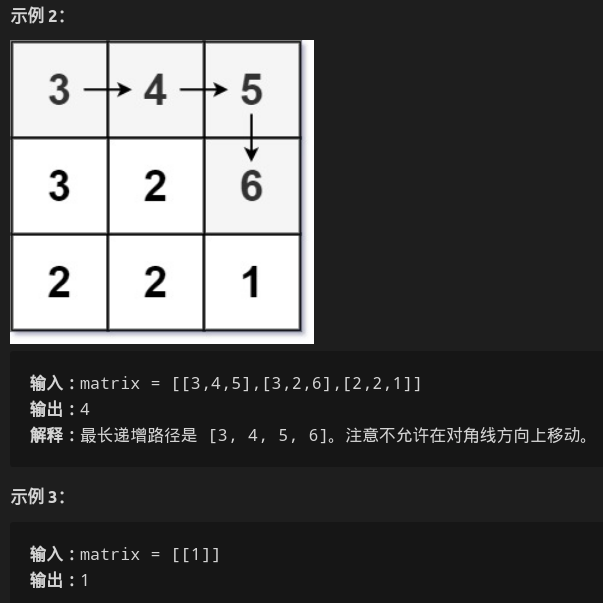 示例 2：
3 4 5
3 2 6
2 2 1
输入：matrix = [[3,4,5],[3,2,6],[2,2,1]]
输出：4
解释：最长递增路径是 [3, 4, 5, 6]。注意不允许在对角线方向上移动。
示例 3：
输入：matrix = [[1]]
输出：1